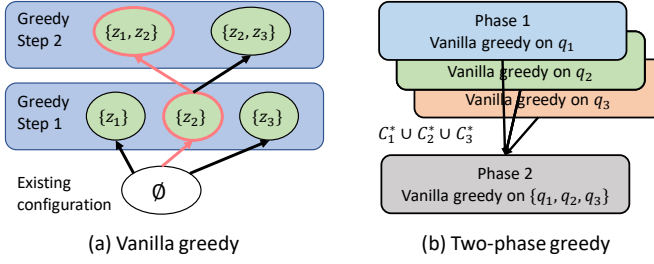 Greedy
Step 2
{z₁, z₂}
{z₂, z₃}
Greedy
Step 1
{z₁}
{z₂}
{z₃}
Existing
configuration
∅
(a) Vanilla greedy
Phase 1
Vanilla greedy on q₁
Vanilla greedy on q₂
Vanilla greedy on q₃
C₁* ∪ C₂* ∪ C₃*
Phase 2
Vanilla greedy on {q₁, q₂, q₃}
(b) Two-phase greedy